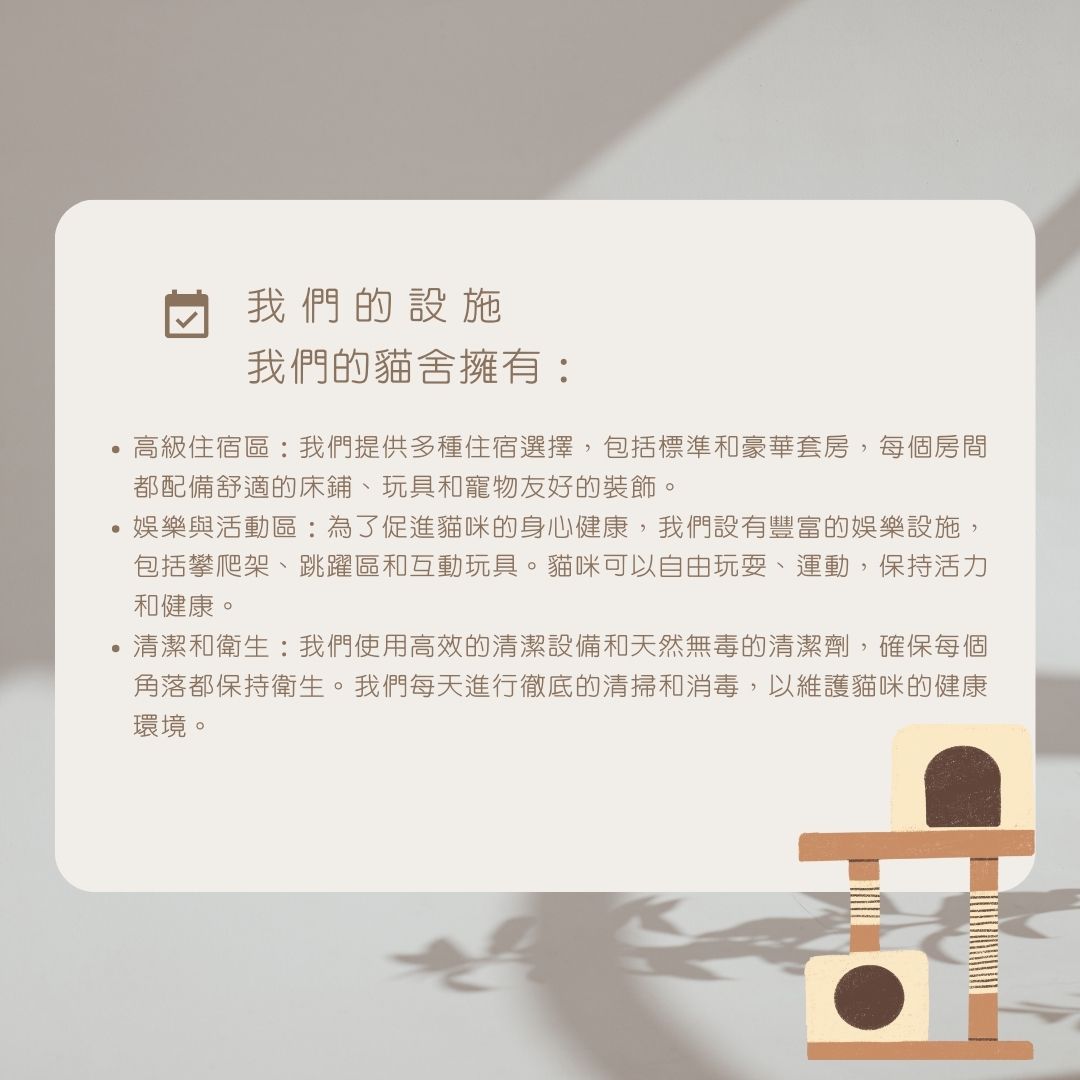 我們的設施
我們的貓舍擁有：
• 高級住宿區：我們提供多種住宿選擇，包括標準和豪華套房，每個房間
都配備舒適的床鋪、玩具和寵物友好的裝飾。
• 娛樂與活動區：為了促進貓咪的身心健康，我們設有豐富的娛樂設施，
包括攀爬架、跳躍區和互動玩具。貓咪可以自由玩耍、運動，保持活力
和健康。
• 清潔和衛生：我們使用高效的清潔設備和天然無毒的清潔劑，確保每個
角落都保持衛生。我們每天進行徹底的清掃和消毒，以維護貓咪的健康
環境。